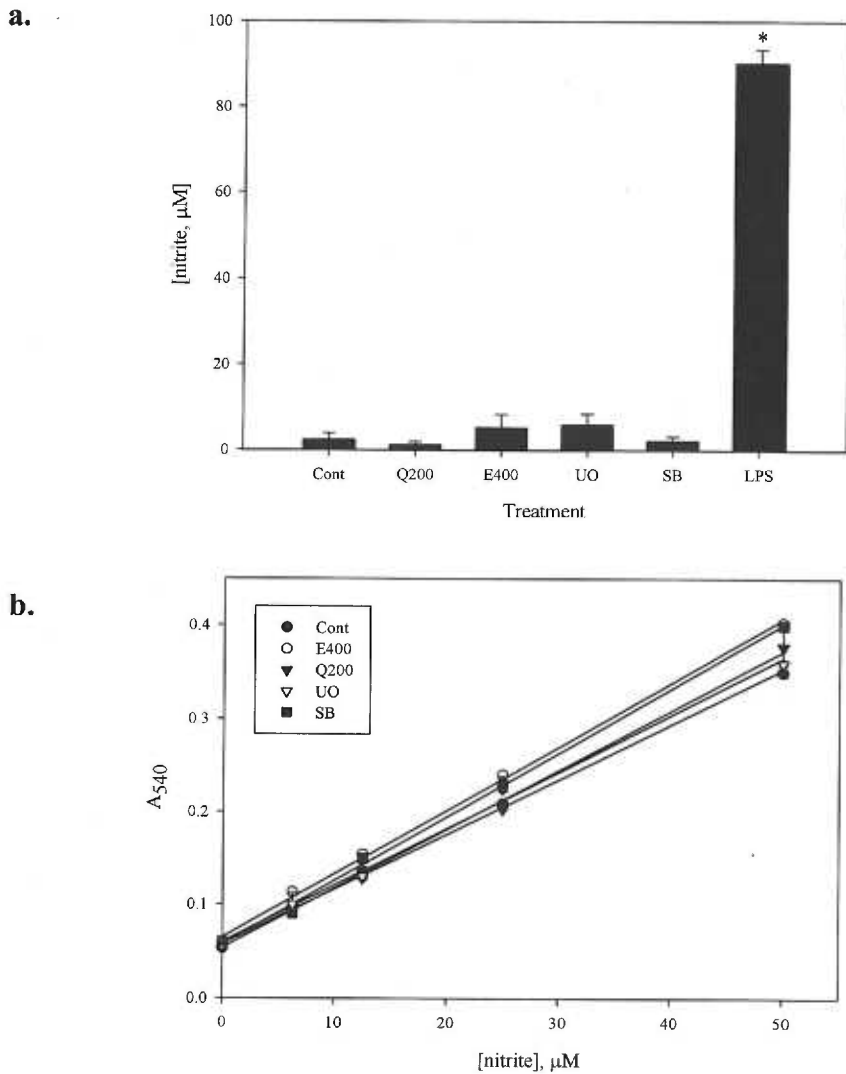 a.
100
80
60
40
20
0
[nitrite, μM]
*
Cont Q200 E400 UO SB LPS
Treatment
b.
0.4
0.3
0.2
0.1
0.0
A540
Cont
E400
Q200
UO
SB
0 10 20 30 40 50
[nitrite], μM